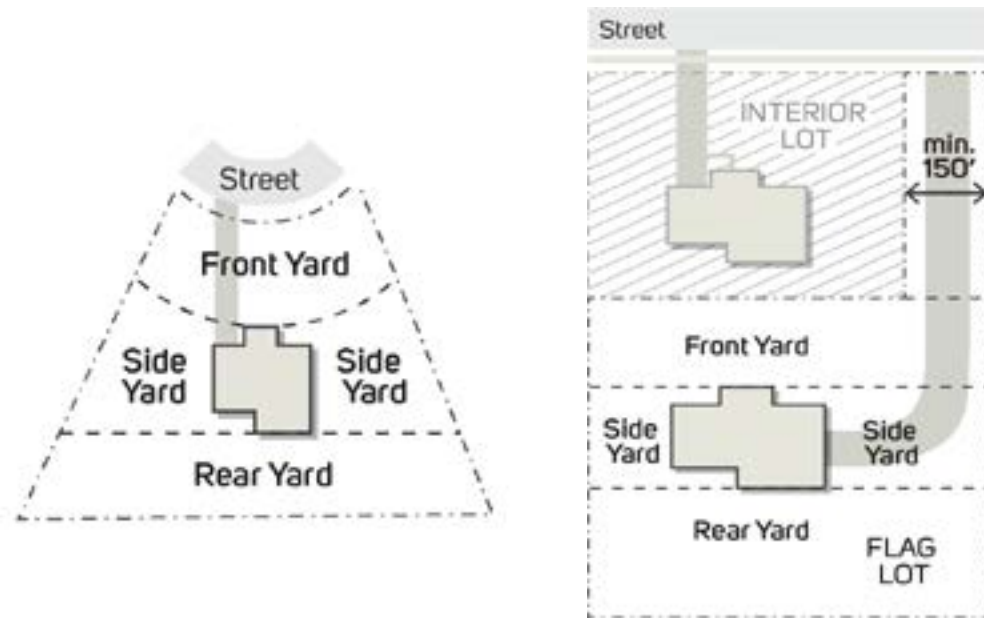 Street
Front Yard
Side
Yard
Side
Yard
Rear Yard
Street
INTERIOR
LOT
min.
150'
Front Yard
Side
Yard
Side
Yard
Rear Yard
FLAG
LOT